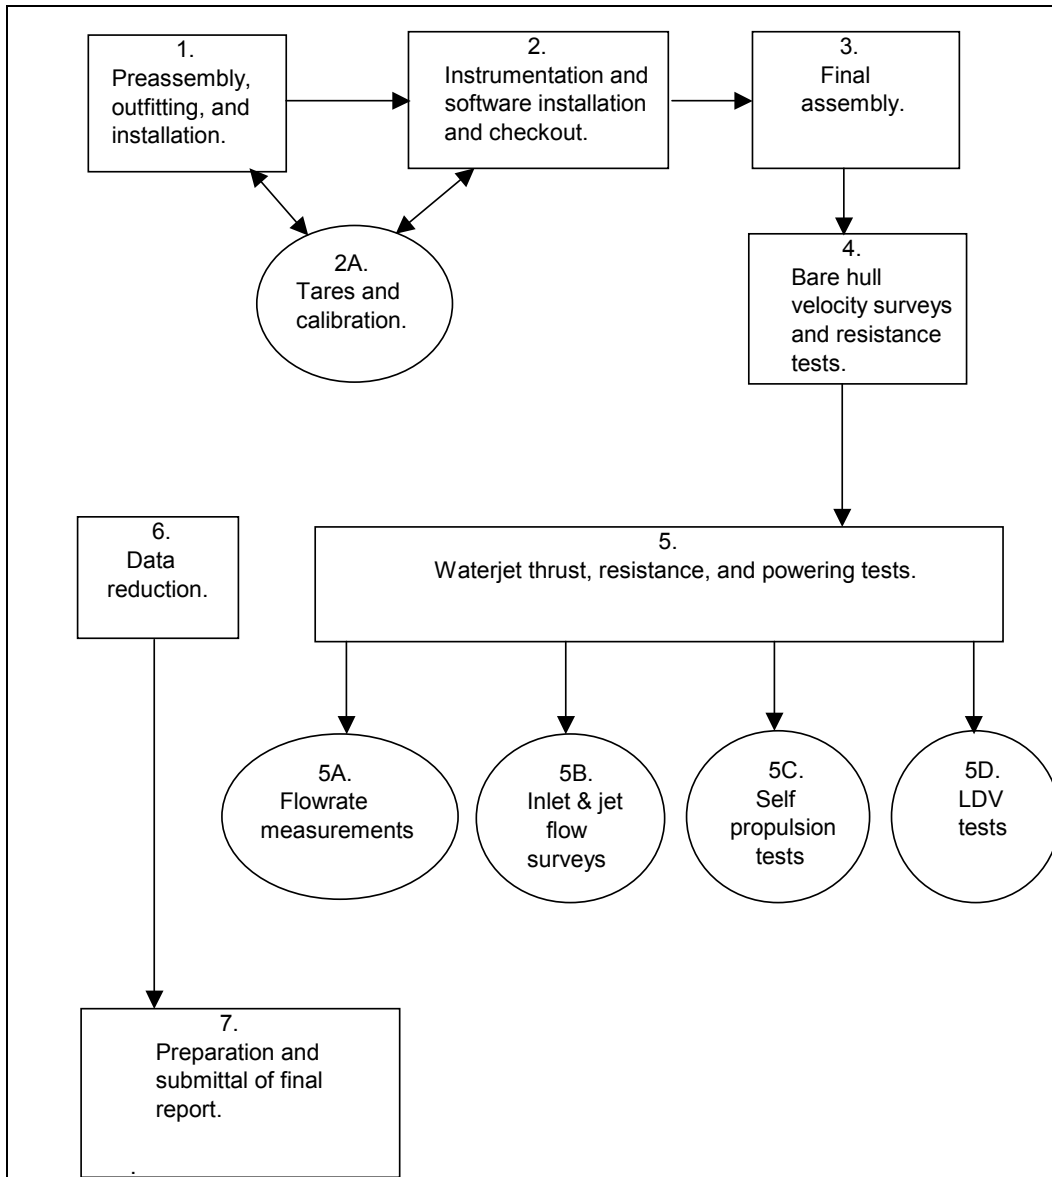 1.
Preassembly,
outfitting, and
installation.
2.
Instrumentation and
software installation
and checkout.
3.
Final
assembly.
2A.
Tares and
calibration.
4.
Bare hull
velocity surveys
and resistance
tests.
5.
Waterjet thrust, resistance, and powering tests.
6.
Data
reduction.
5A.
Flowrate
measurements
5B.
Inlet & jet
flow
surveys
5C.
Self
propulsion
tests
5D.
LDV
tests
7.
Preparation and
submittal of final
report.
.